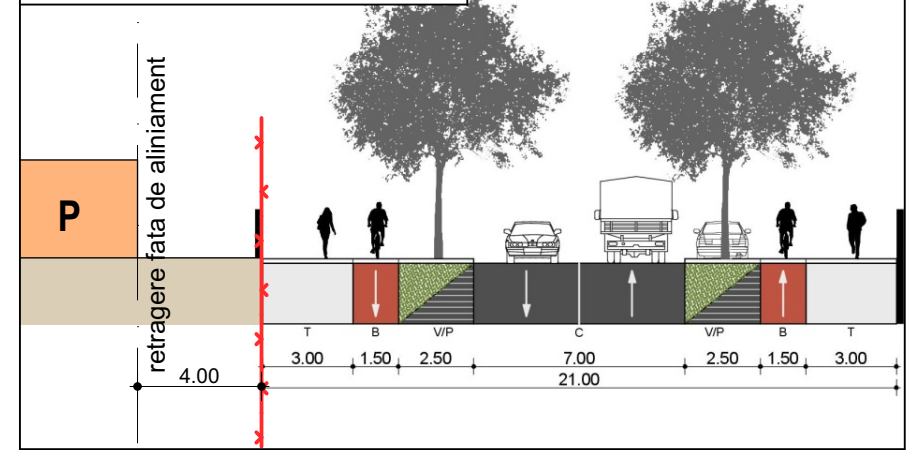 retragere fata de aliniament
P
T B V/P C V/P B T
3.00 1.50 2.50 7.00 2.50 1.50 3.00
4.00 21.00